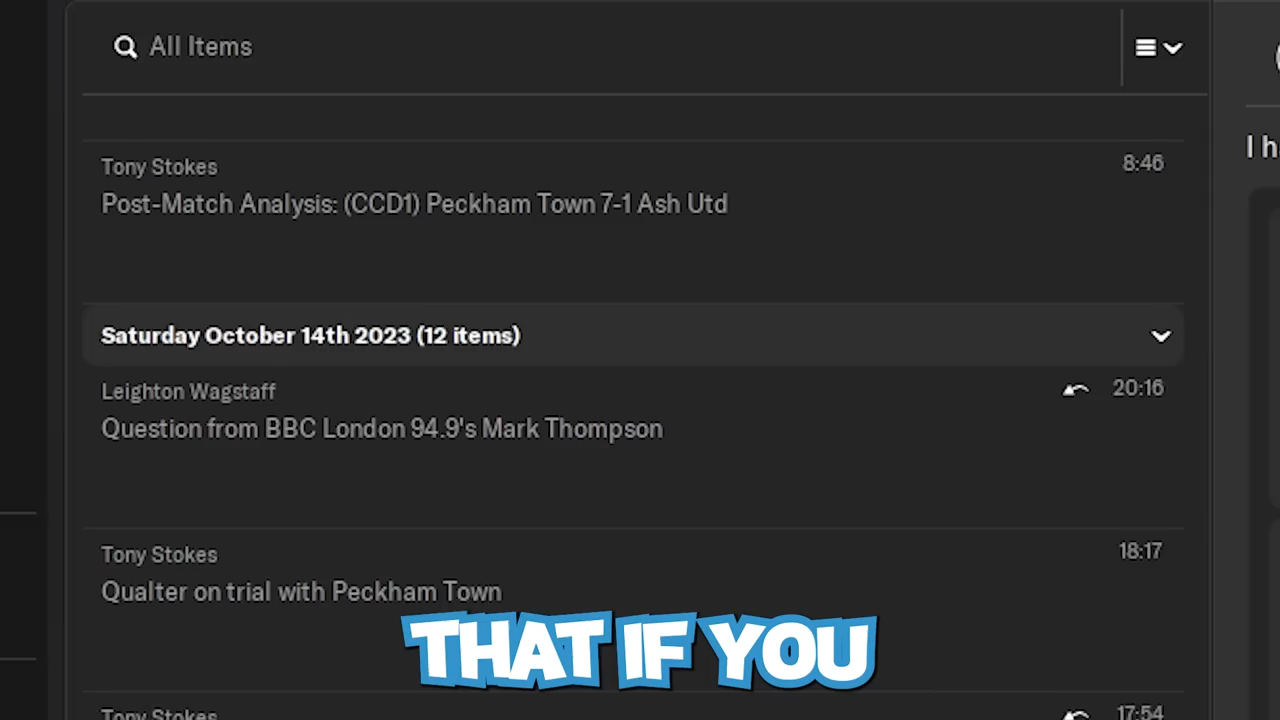 All Items
I h
Tony Stokes 8:46
Post-Match Analysis: (CCD1) Peckham Town 7-1 Ash Utd
Saturday October 14th 2023 (12 items)
Leighton Wagstaff 20:16
Question from BBC London 94.9's Mark Thompson
Tony Stokes 18:17
Qualter on trial with Peckham Town
THAT IF YOU
Tony Stokes 17:54